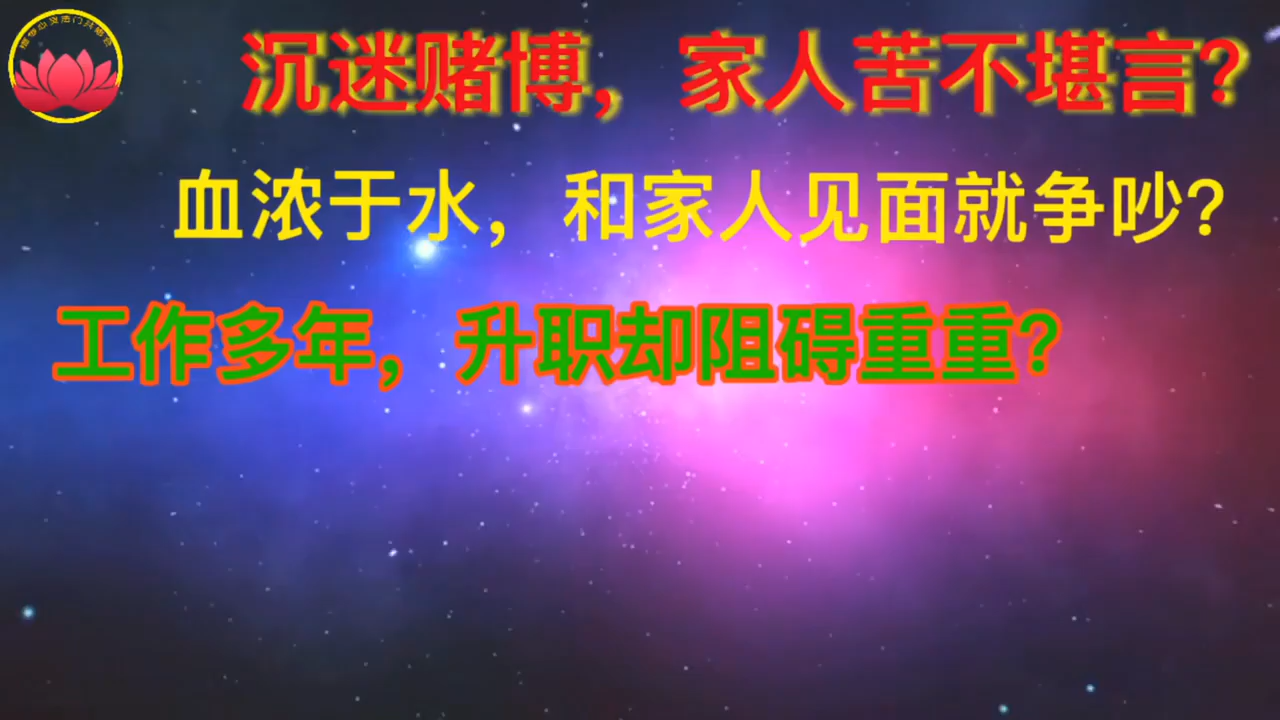 沉迷赌博，家人苦不堪言？
血浓于水，和家人见面就争吵？
工作多年，升职却阻碍重重？